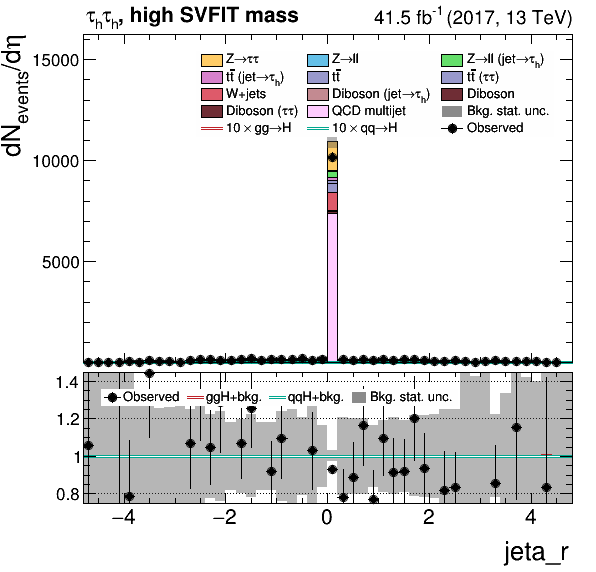 τhτh, high SVFIT mass 41.5 fb⁻¹ (2017, 13 TeV)
dNevents/dη
15000
10000
5000
Z→ττ Z→ll Z→ll (jet→τh)
tt̄ (jet→τh) tt̄ tt̄ (ττ)
W+jets Diboson (jet→τh) Diboson
Diboson (ττ) QCD multijet Bkg. stat. unc.
10 × gg→H 10 × qq→H Observed
1.4
1.2
1
0.8
Observed ggH+bkg. qqH+bkg. Bkg. stat. unc.
−4 −2 0 2 4
jeta_r